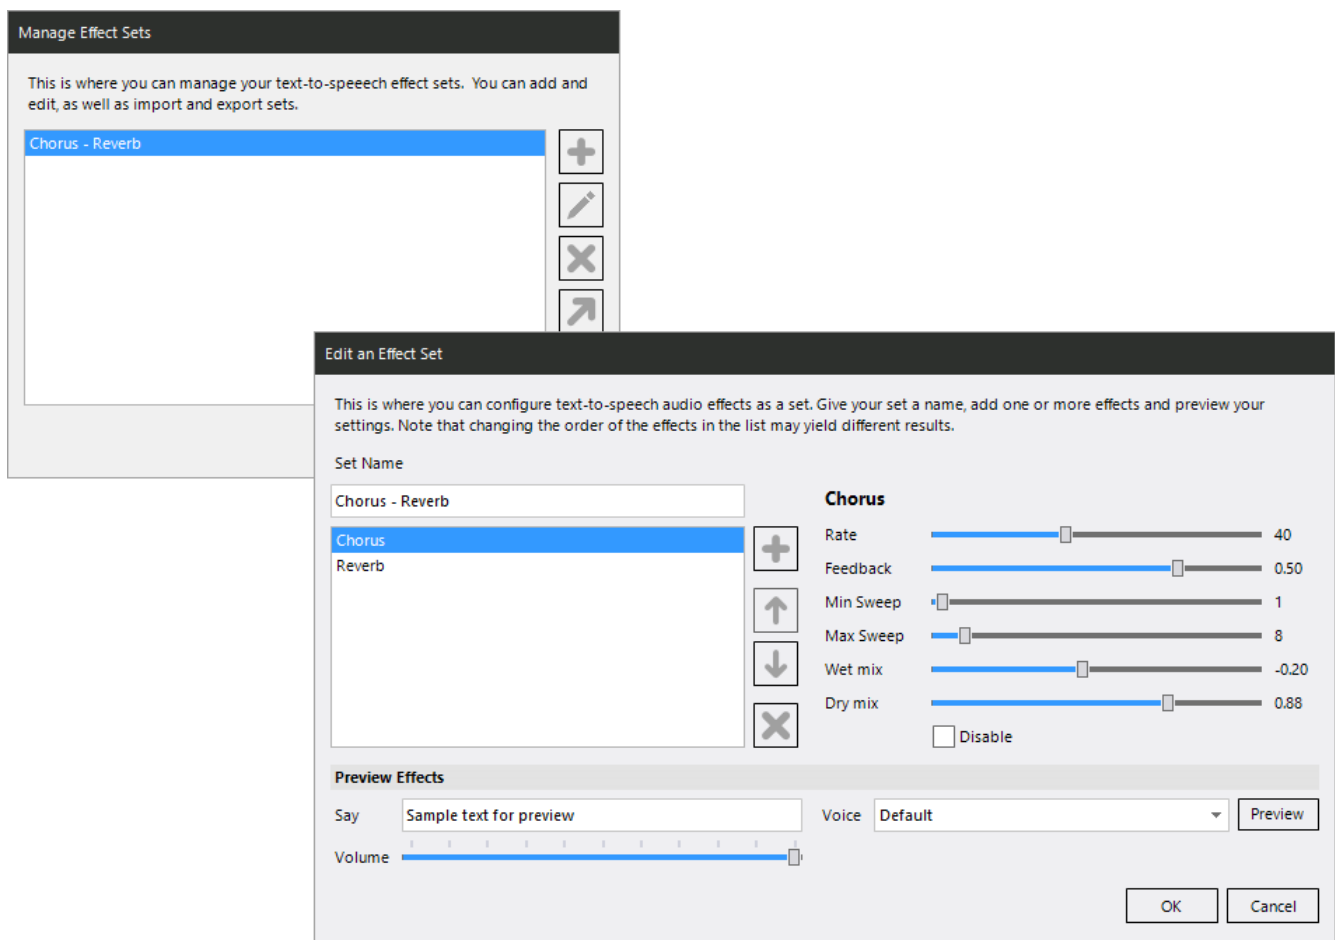 Manage Effect Sets
This is where you can manage your text-to-speeech effect sets.  You can add and
edit, as well as import and export sets.
Chorus - Reverb
Edit an Effect Set
This is where you can configure text-to-speech audio effects as a set. Give your set a name, add one or more effects and preview your
settings. Note that changing the order of the effects in the list may yield different results.
Set Name
Chorus - Reverb
Chorus
Reverb
Chorus
Rate 40
Feedback 0.50
Min Sweep 1
Max Sweep 8
Wet mix -0.20
Dry mix 0.88
Disable
Preview Effects
Say Sample text for preview Voice Default Preview
Volume
OK Cancel